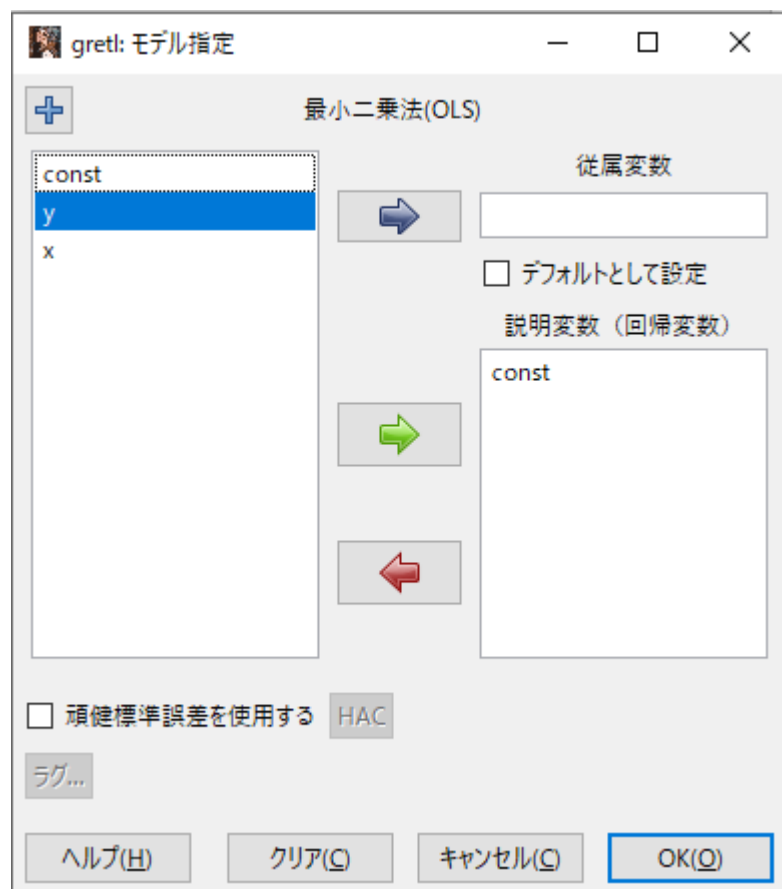 gretl: モデル指定
最小二乗法(OLS)
const
y
x
従属変数
デフォルトとして設定
説明変数（回帰変数）
const
頑健標準誤差を使用する
HAC
ラグ...
ヘルプ(H)
クリア(C)
キャンセル(C)
OK(O)